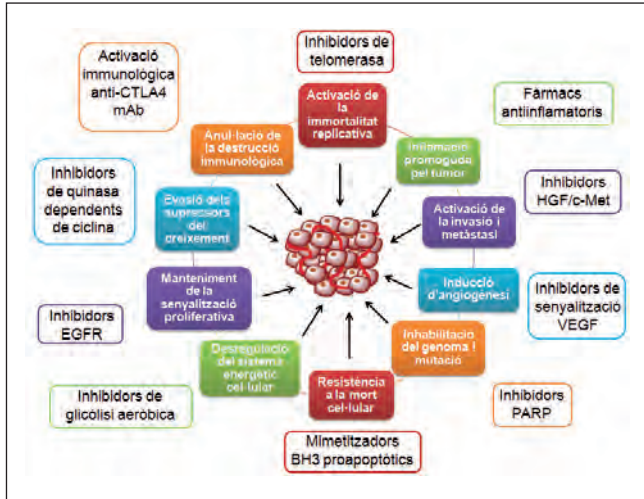 Inhibidors de
telomerasa
Activació
immunológica
anti-CTLA4
mAb
Fàrmacs
antiinflamatoris
Activació de
la
immortalitat
replicativa
Anul·lació de
la destrucció
immunològica
Inflamació
promoguda
pel tumor
Inhibidors
de quinasa
dependents
de ciclina
Evasió dels
supressors
del
creixement
Activació de
la invasió i
metàstasi
Inhibidors
HGF/c-Met
Manteniment
de la
senyalització
proliferativa
Inducció
d'angiogènesi
Inhibidors de
senyalització
VEGF
Inhibidors
EGFR
Desregulació
del sistema
energètic
cel·lular
Inhabilitació
del genoma i
mutació
Inhibidors de
glicòlisi aeròbica
Resistència
a la mort
cel·lular
Inhibidors
PARP
Mimetitzadors
BH3 proapoptòtics